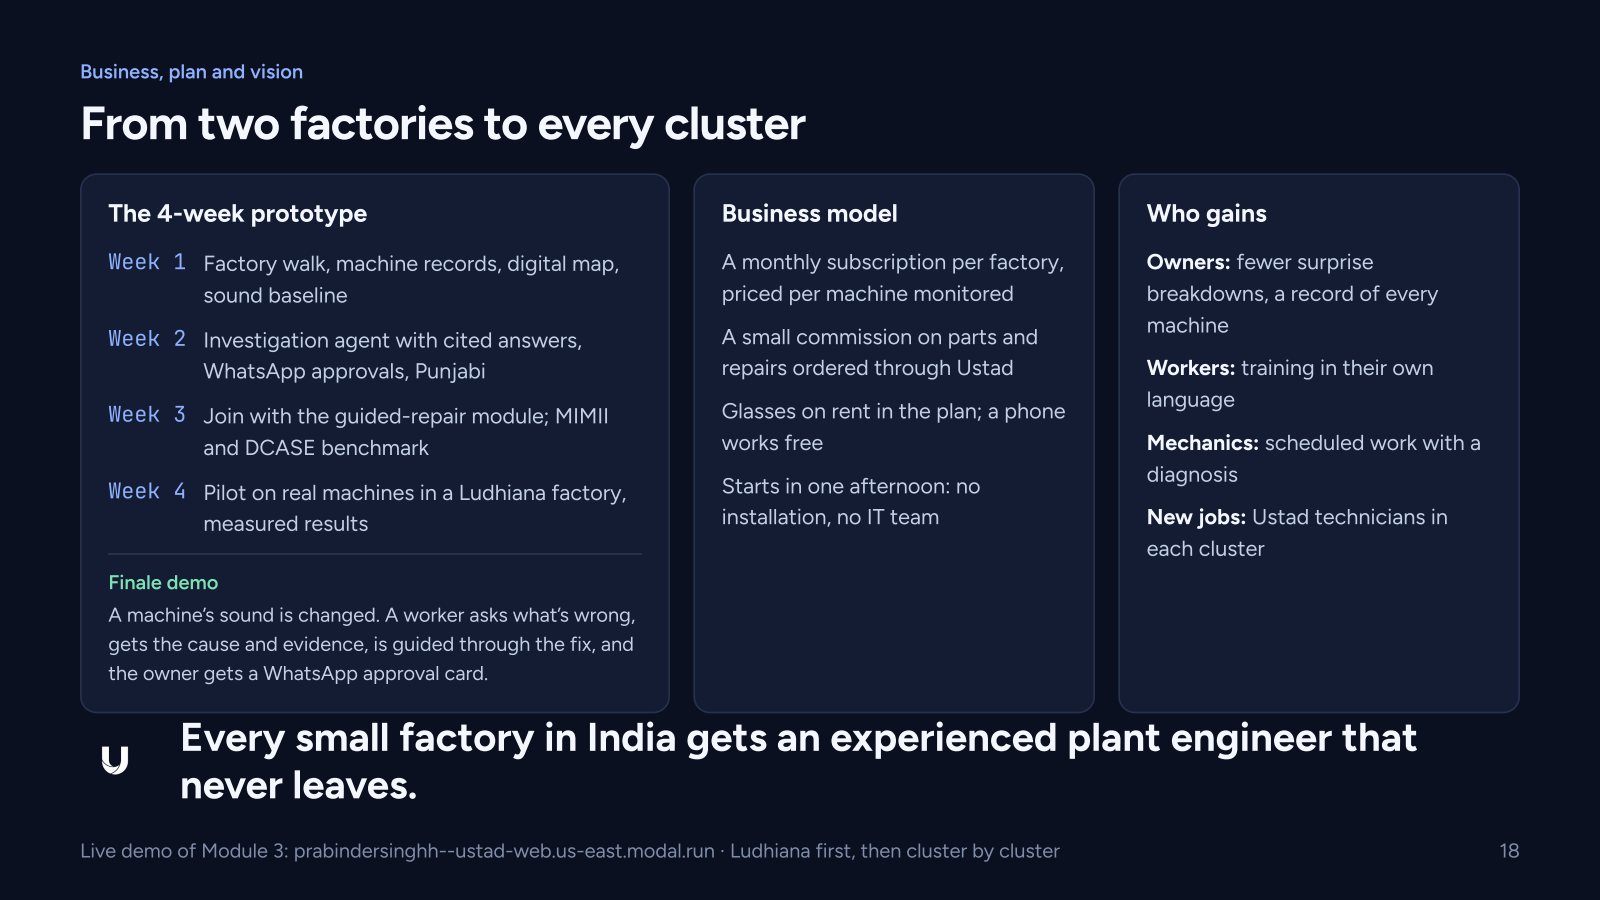 Business, plan and vision
From two factories to every cluster
The 4-week prototype
Week 1 Factory walk, machine records, digital map,
sound baseline
Week 2 Investigation agent with cited answers,
WhatsApp approvals, Punjabi
Week 3 Join with the guided-repair module; MIMII
and DCASE benchmark
Week 4 Pilot on real machines in a Ludhiana factory,
measured results
Finale demo
A machine’s sound is changed. A worker asks what’s wrong,
gets the cause and evidence, is guided through the fix, and
the owner gets a WhatsApp approval card.
Business model
A monthly subscription per factory,
priced per machine monitored
A small commission on parts and
repairs ordered through Ustad
Glasses on rent in the plan; a phone
works free
Starts in one afternoon: no
installation, no IT team
Who gains
Owners: fewer surprise
breakdowns, a record of every
machine
Workers: training in their own
language
Mechanics: scheduled work with a
diagnosis
New jobs: Ustad technicians in
each cluster
Every small factory in India gets an experienced plant engineer that
never leaves.
Live demo of Module 3: prabindersinghh--ustad-web.us-east.modal.run · Ludhiana first, then cluster by cluster
18